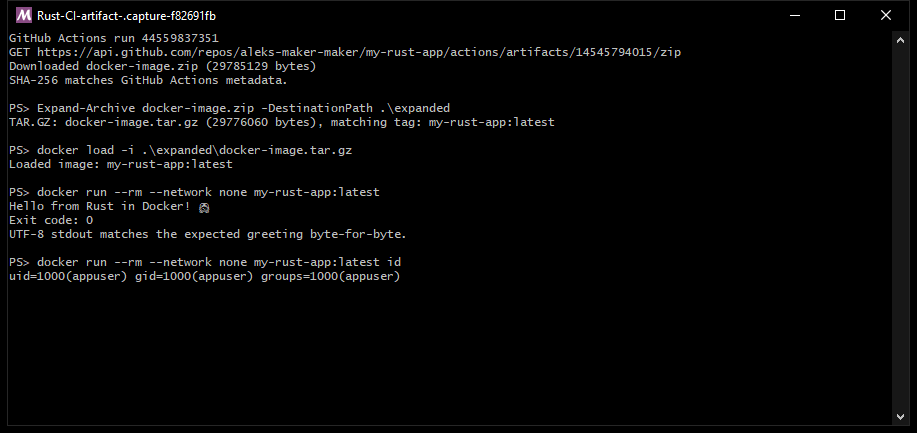 Rust-CI-artifact-.capture-f82691fb
GitHub Actions run 44559837351
GET https://api.github.com/repos/aleks-maker-maker/my-rust-app/actions/artifacts/14545794015/zip
Downloaded docker-image.zip (29785129 bytes)
SHA-256 matches GitHub Actions metadata.
PS> Expand-Archive docker-image.zip -DestinationPath .\expanded
TAR.GZ: docker-image.tar.gz (29776060 bytes), matching tag: my-rust-app:latest
PS> docker load -i .\expanded\docker-image.tar.gz
Loaded image: my-rust-app:latest
PS> docker run --rm --network none my-rust-app:latest
Hello from Rust in Docker! 🦀
Exit code: 0
UTF-8 stdout matches the expected greeting byte-for-byte.
PS> docker run --rm --network none my-rust-app:latest id
uid=1000(appuser) gid=1000(appuser) groups=1000(appuser)